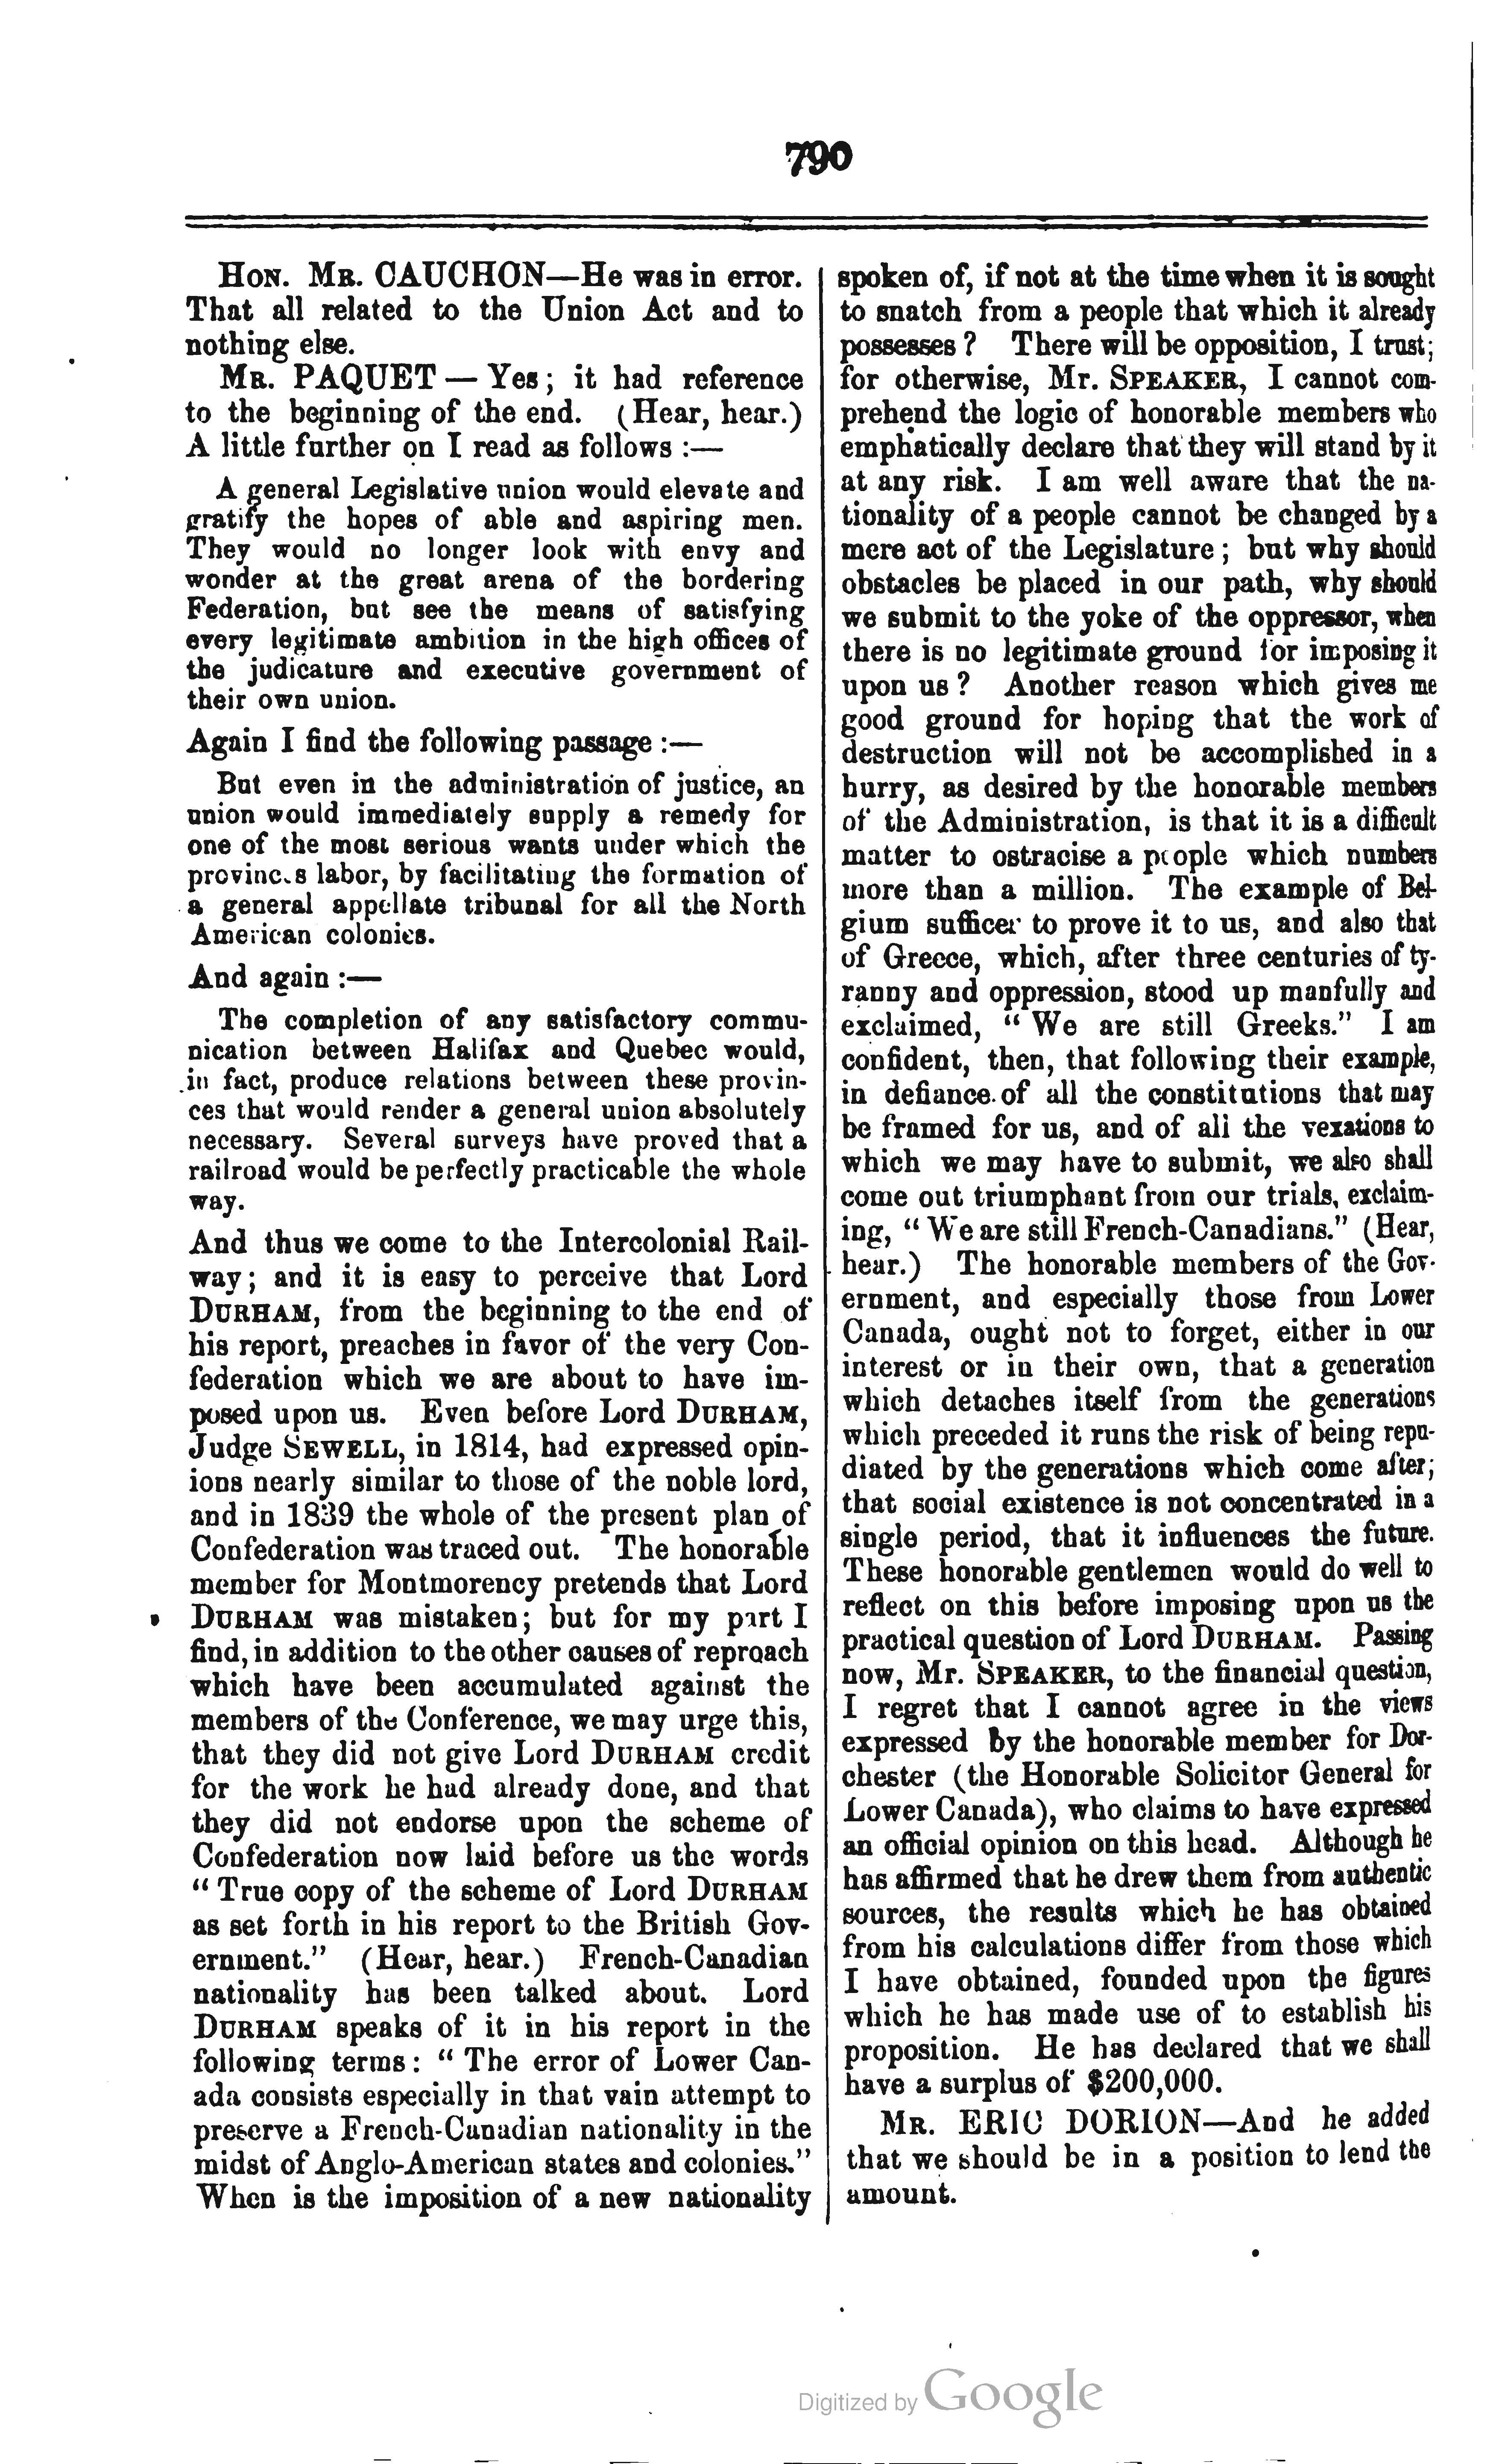 790
HON. MR. CAUCHON—He was in error.
That all related to the Union Act and to
nothing else.
MR. PAQUET — Yes; it had reference
to the beginning of the end. (Hear, hear.)
A little further on I read as follows :—
A general Legislative union would elevate and
gratify the hopes of able and aspiring men.
They would no longer look with envy and
wonder at the great arena of the bordering
Federation, but see the means of satisfying
every legitimate ambition in the high offices of
the judicature and executive government of
their own union.
Again I find the following passage :—
But even in the administration of justice, an
union would immediately supply a remedy for
one of the most serious wants under which the
provinces labor, by facilitating the formation of
a general appellate tribunal for all the North
American colonies.
And again :—
The completion of any satisfactory commu-
nication between Halifax and Quebec would,
in fact, produce relations between these provin-
ces that would render a general union absolutely
necessary. Several surveys have proved that a
railroad would be perfectly practicable the whole
way.
And thus we come to the Intercolonial Rail-
way; and it is easy to perceive that Lord
DURHAM, from the beginning to the end of
his report, preaches in favor of the very Con-
federation which we are about to have im-
posed upon us. Even before Lord DURHAM,
Judge SEWELL, in 1814, had expressed opin-
ions nearly similar to those of the noble lord,
and in 1839 the whole of the present plan of
Confederation was traced out. The honorable
member for Montmorency pretends that Lord
DURHAM was mistaken; but for my part I
find, in addition to the other causes of reproach
which have been accumulated against the
members of the Conference, we may urge this,
that they did not give Lord DURHAM credit
for the work he had already done, and that
they did not endorse upon the scheme of
Confederation now laid before us the words
“ True copy of the scheme of Lord DURHAM
as set forth in his report to the British Gov-
ernment.” (Hear, hear.) French-Canadian
nationality has been talked about. Lord
DURHAM speaks of it in his report in the
following terms: “ The error of Lower Can-
ada consists especially in that vain attempt to
preserve a French-Canadian nationality in the
midst of Anglo-American states and colonies.”
When is the imposition of a new nationality
spoken of, if not at the time when it is sought
to snatch from a people that which it already
possesses ? There will be opposition, I trust;
for otherwise, Mr. SPEAKER, I cannot com-
prehend the logic of honorable members who
emphatically declare that they will stand by it
at any risk. I am well aware that the na-
tionality of a people cannot be changed by a
mere act of the Legislature ; but why should
obstacles be placed in our path, why should
we submit to the yoke of the oppressor, when
there is no legitimate ground for imposing it
upon us ? Another reason which gives me
good ground for hoping that the work of
destruction will not be accomplished in a
hurry, as desired by the honorable members
of the Administration, is that it is a difficult
matter to ostracise a people which numbers
more than a million. The example of Bel-
gium sufficer to prove it to us, and also that
of Greece, which, after three centuries of ty-
ranny and oppression, stood up manfully and
exclaimed, “ We are still Greeks.” I am
confident, then, that following their example,
in defiance of all the constitutions that may
be framed for us, and of all the vexations to
which we may have to submit, we also shall
come out triumphant from our trials, exclaim-
ing, “ We are still French-Canadians.” (Hear,
hear.) The honorable members of the Gov-
ernment, and especially those from Lower
Canada, ought not to forget, either in our
interest or in their own, that a generation
which detaches itself from the generations
which preceded it runs the risk of being repu-
diated by the generations which come after;
that social existence is not concentrated in a
single period, that it influences the future.
These honorable gentlemen would do well to
reflect on this before imposing upon us the
practical question of Lord DURHAM. Passing
now, Mr. SPEAKER, to the financial question,
I regret that I cannot agree in the views
expressed by the honorable member for Dor-
chester (the Honorable Solicitor General for
Lower Canada), who claims to have expressed
an official opinion on this head. Although he
has affirmed that he drew them from authentic
sources, the results which he has obtained
from his calculations differ from those which
I have obtained, founded upon the figures
which he has made use of to establish his
proposition. He has declared that we shall
have a surplus of $200,000.
MR. ERIC DORION—And he added
that we should be in a position to lend the
amount.
Digitized by Google